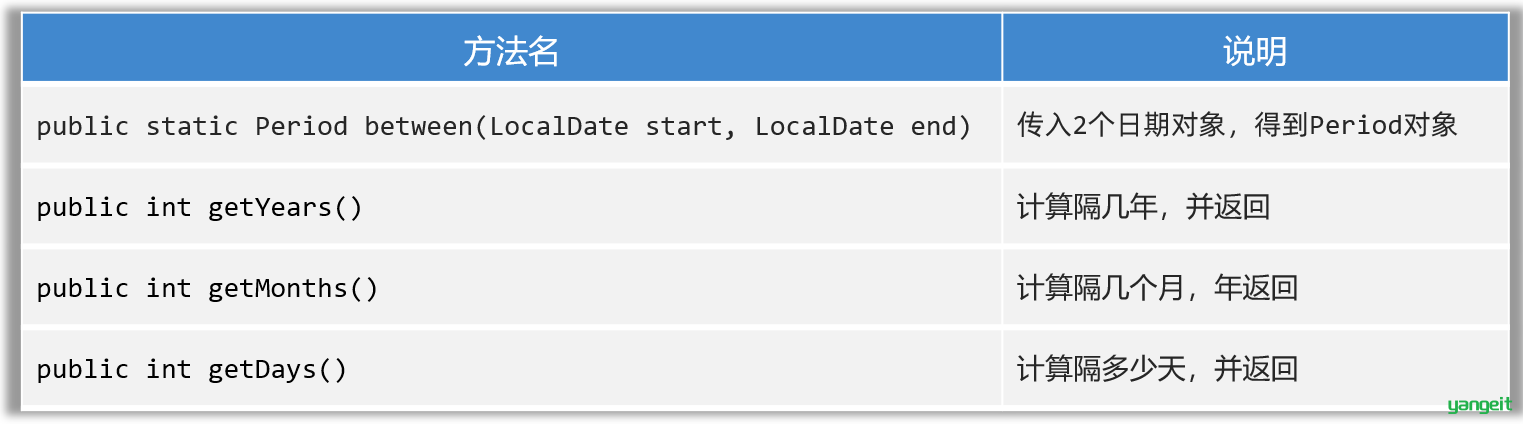 方法名 说明
public static Period between(LocalDate start, LocalDate end) 传入2个日期对象，得到Period对象
public int getYears() 计算隔几年，并返回
public int getMonths() 计算隔几个月，年返回
public int getDays() 计算隔多少天，并返回
yangeit